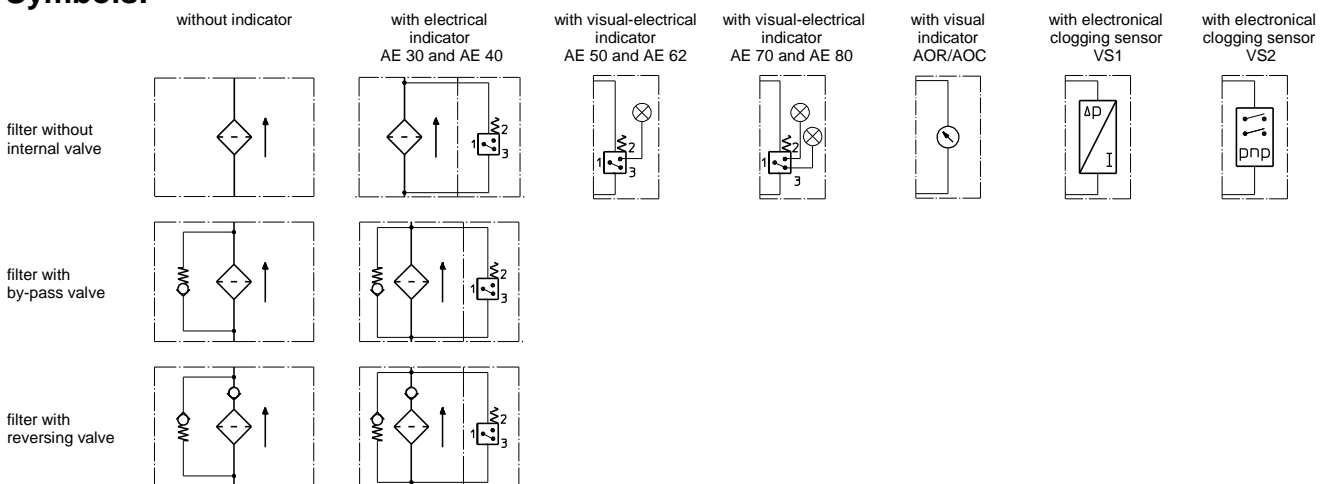 Symbols:
without indicator
with electrical
indicator
AE 30 and AE 40
with visual-electrical
indicator
AE 50 and AE 62
with visual-electrical
indicator
AE 70 and AE 80
with visual
indicator
AOR/AOC
with electronical
clogging sensor
VS1
with electronical
clogging sensor
VS2
filter without
internal valve
1
2
3
1
2
3
1
2
3
Δp
I
pnp
filter with
by-pass valve
1
2
3
filter with
reversing valve
1
2
3